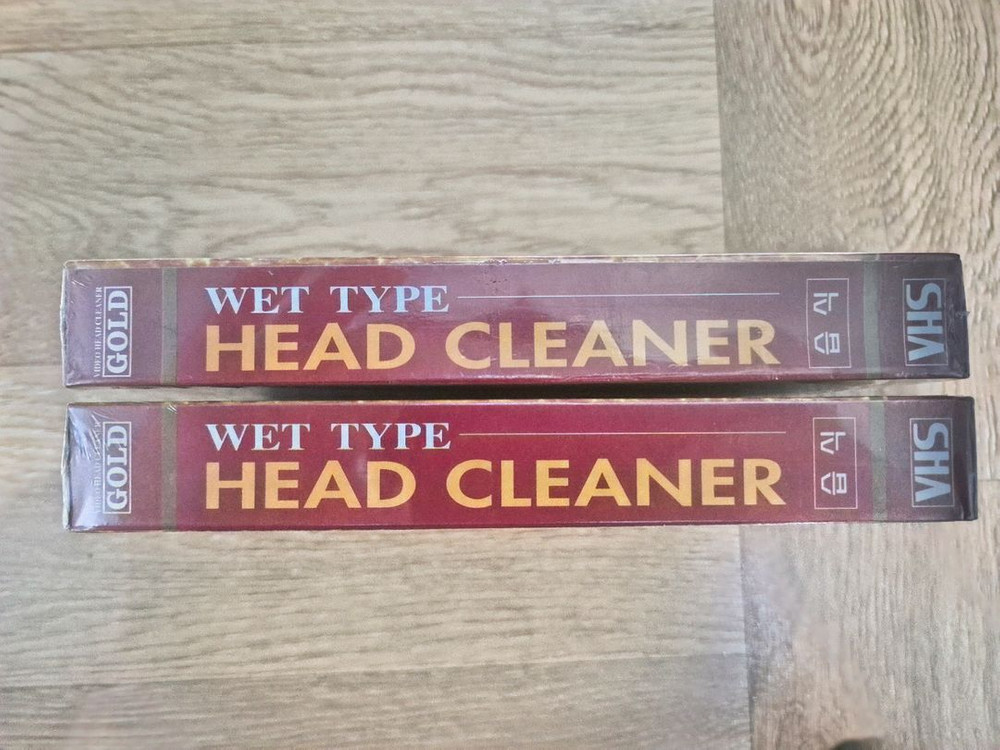 VIDEO HEAD CLEANER
GOLD
WET TYPE
HEAD CLEANER
습식
VHS
GOLD
WET TYPE
HEAD CLEANER
습식
VHS